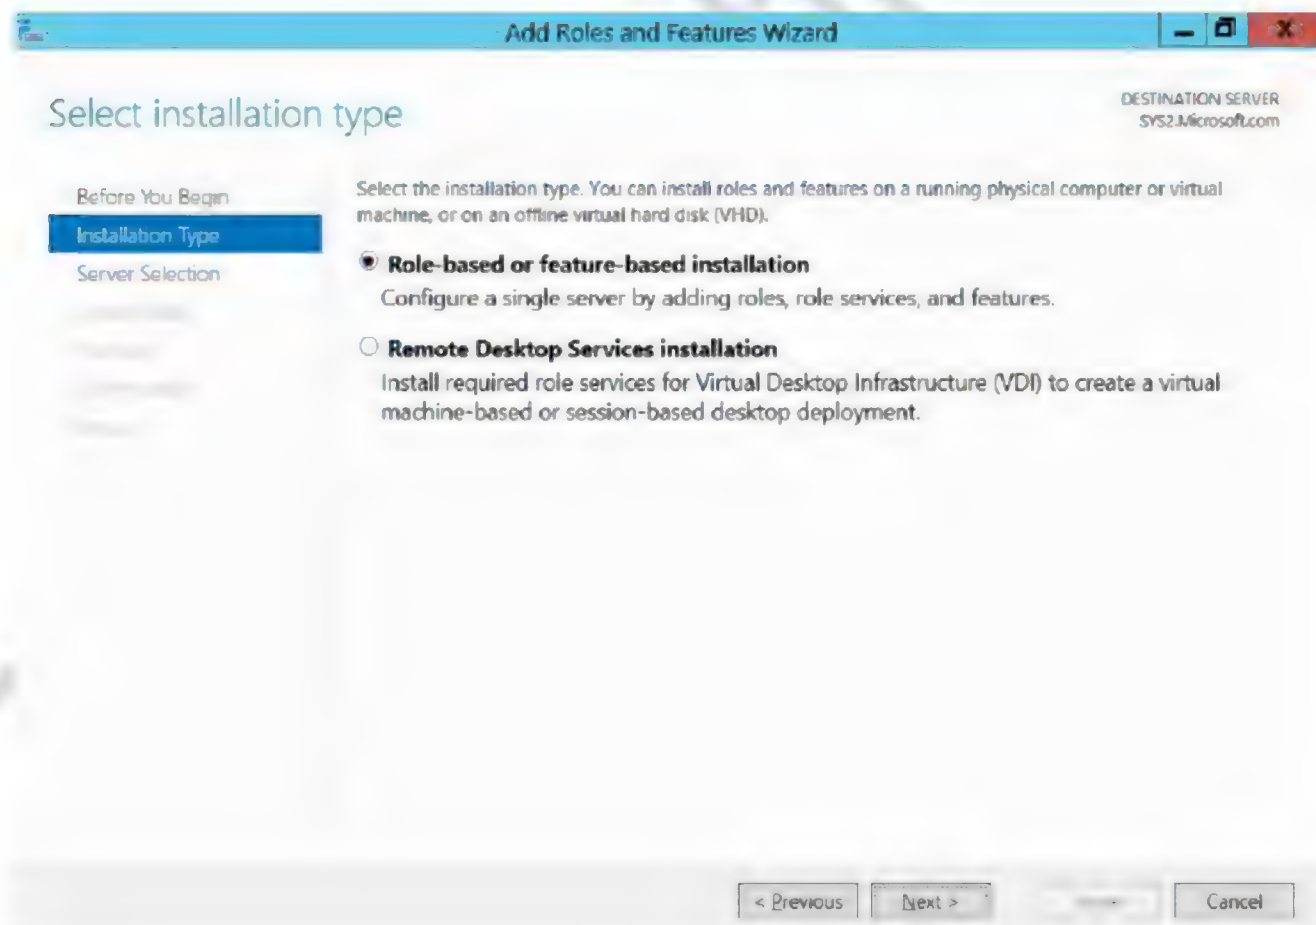 Add Roles and Features Wizard
Select installation type
DESTINATION SERVER
SYS2.Microsoft.com
Before You Begin
Installation Type
Server Selection
Select the installation type. You can install roles and features on a running physical computer or virtual
machine, or on an offline virtual hard disk (VHD).
Role-based or feature-based installation
Configure a single server by adding roles, role services, and features.
Remote Desktop Services installation
Install required role services for Virtual Desktop Infrastructure (VDI) to create a virtual
machine-based or session-based desktop deployment.
< Previous
Next >
Cancel